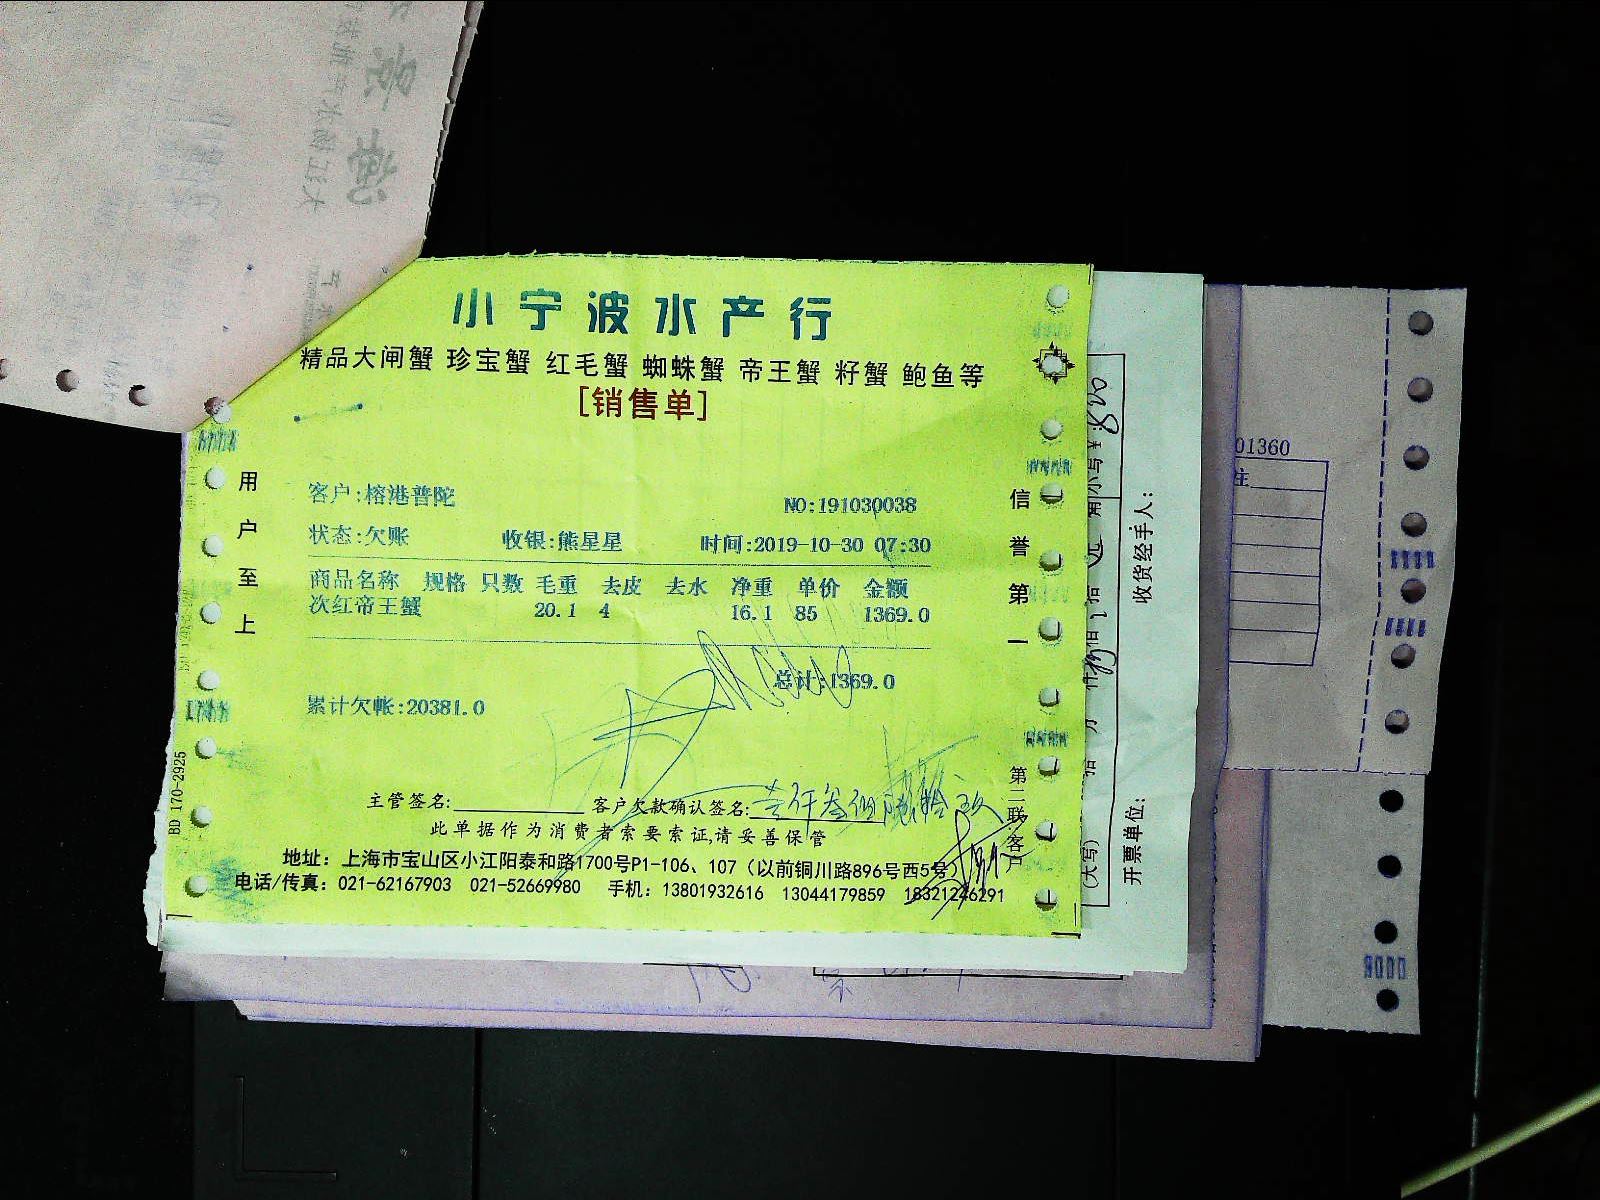 小宁波水产行
精品大闸蟹 珍宝蟹 红毛蟹 蜘蛛蟹 帝王蟹 籽蟹 鲍鱼等
[销售单]
用户至上
客户:榕港普陀
NO:191030038
状态:欠账 收银:熊星星 时间:2019-10-30 07:30
商品名称 规格 只数 毛重 去皮 去水 净重 单价 金额
次红帝王蟹 20.1 4 16.1 85 1369.0
总计:1369.0
累计欠帐:20381.0
信誉第一
第二联:客户
主管签名: 客户欠款确认签名:壹仟叁佰陆拾玖
此单据作为消费者索要索证,请妥善保管
地址：上海市宝山区小江阳泰和路1700号P1-106、107（以前铜川路896号西5号）
电话/传真：021-62167903 021-52669980 手机：13801932616 13044179859 18321246291
BD 170-2925
收货经手人：
开票单位：
(大写)
01360